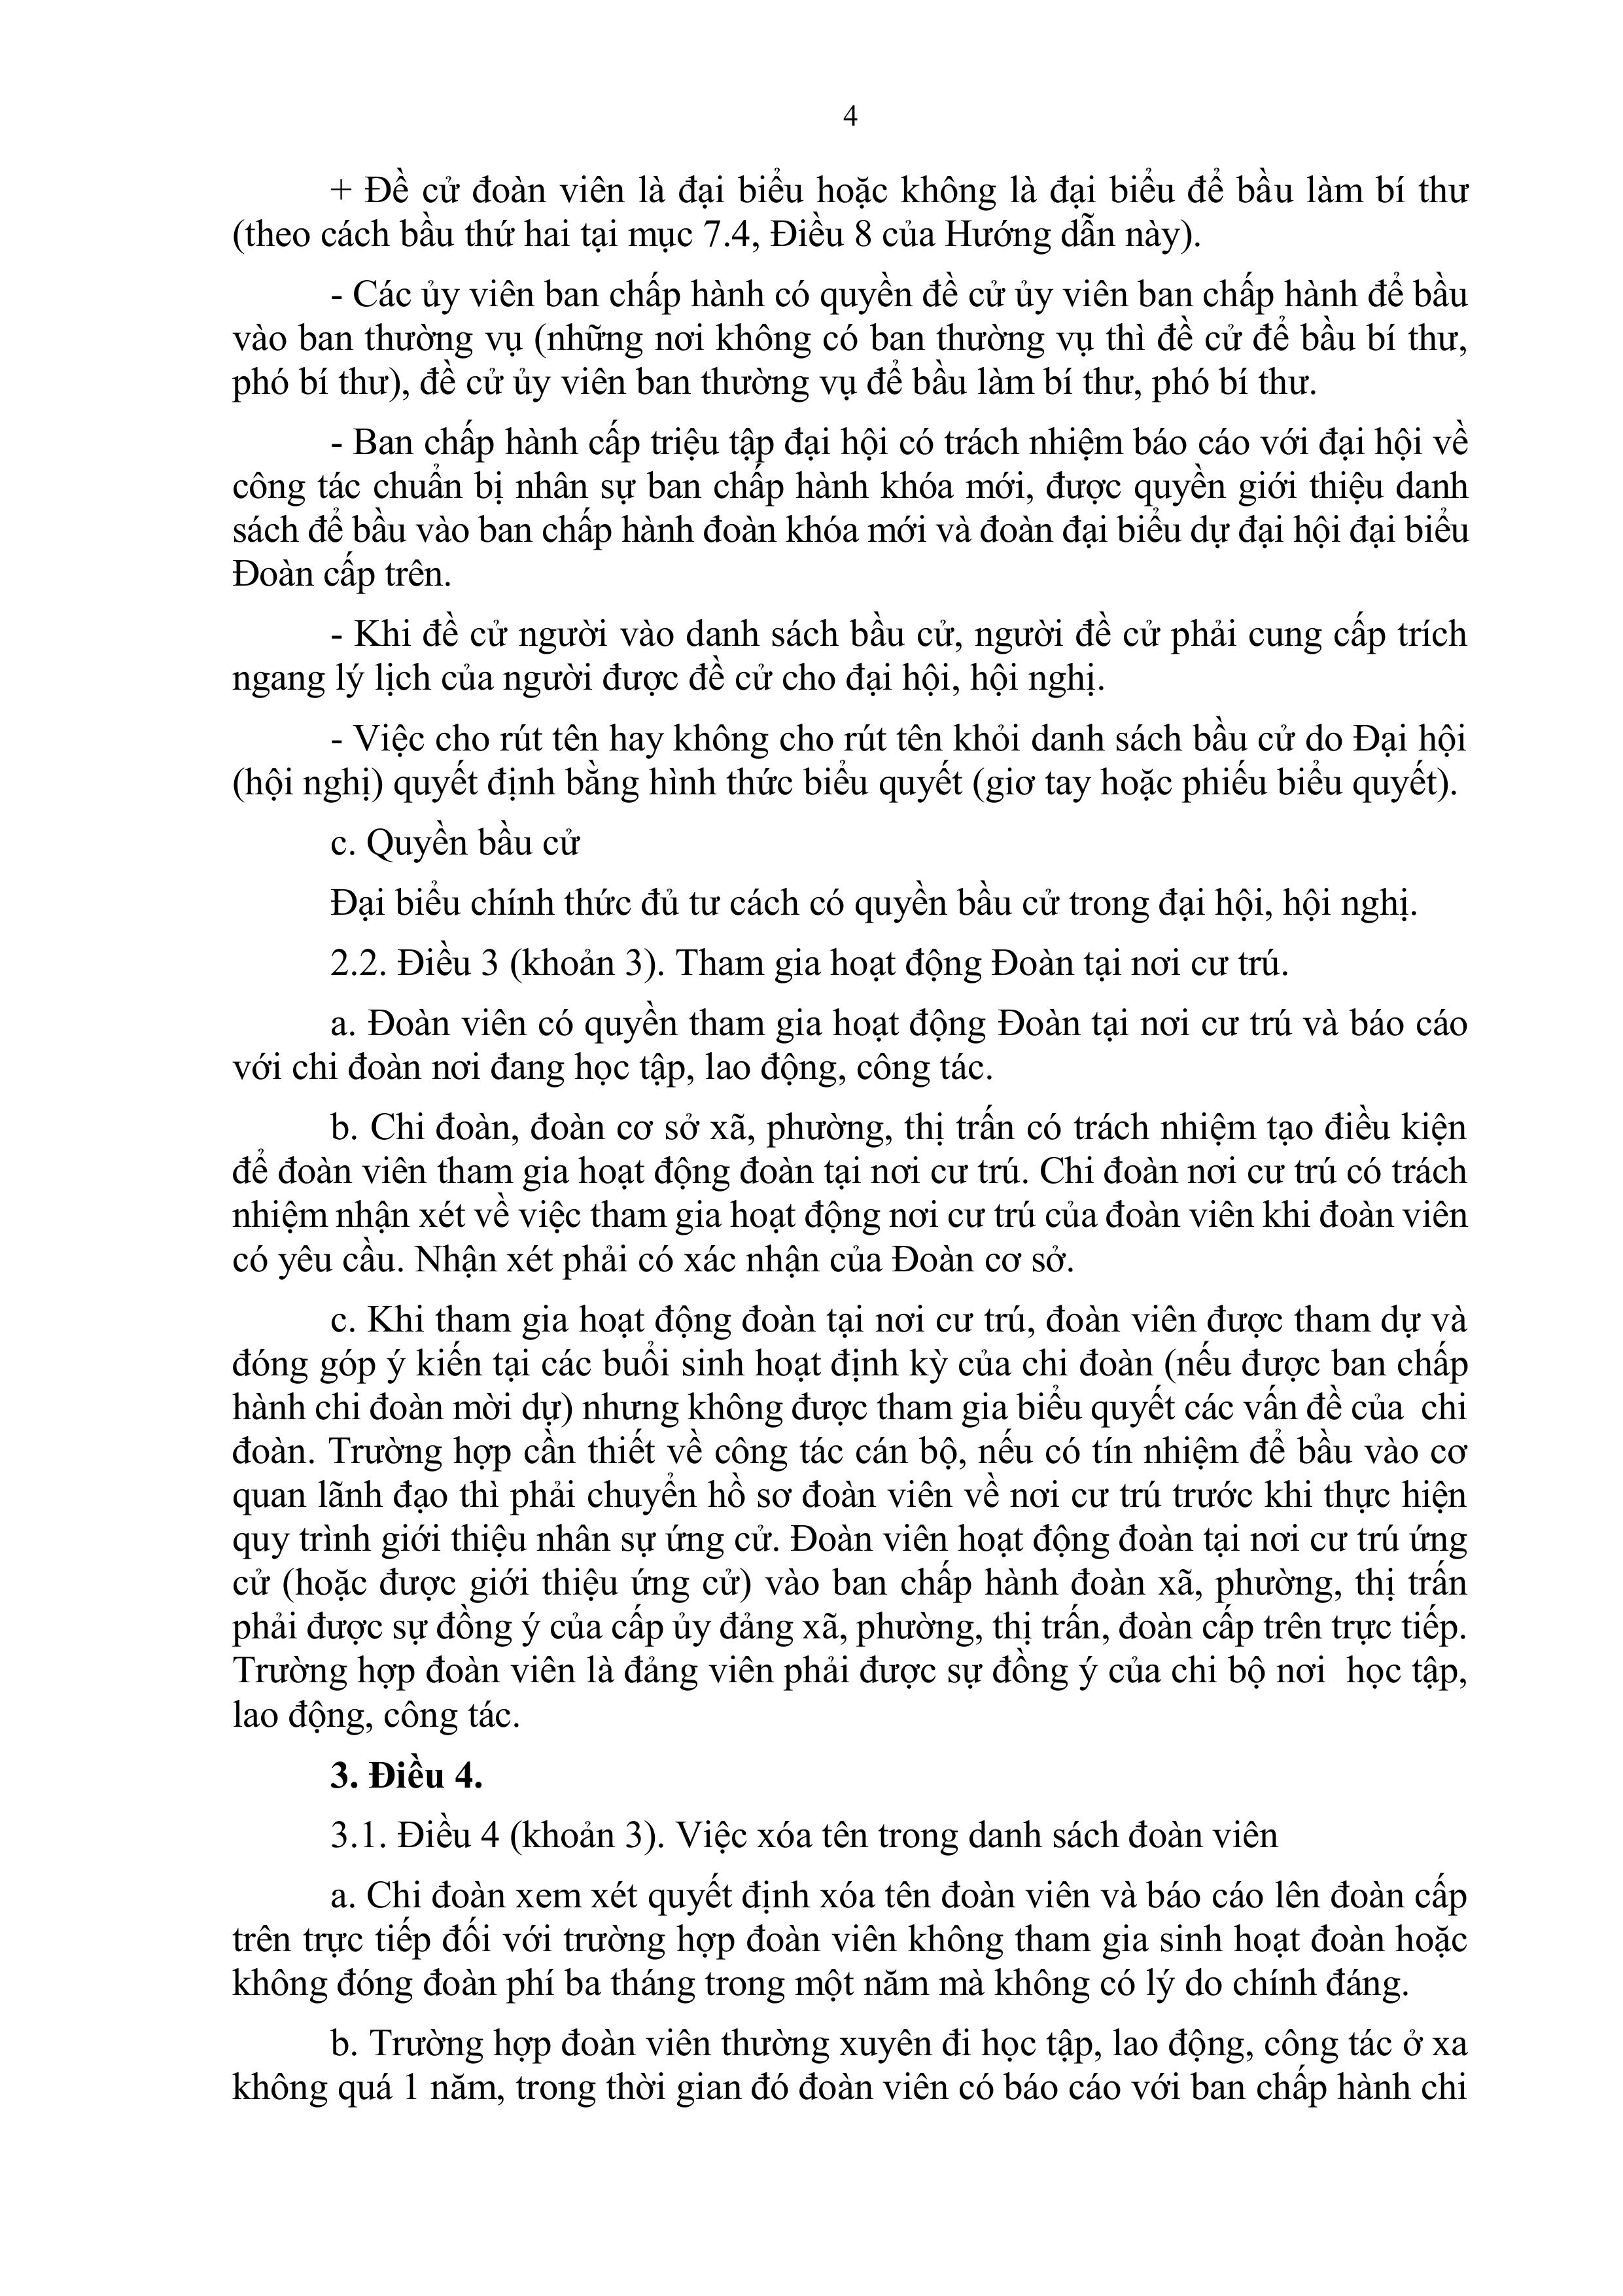 4
+ Đề cử đoàn viên là đại biểu hoặc không là đại biểu để bầu làm bí thư
(theo cách bầu thứ hai tại mục 7.4, Điều 8 của Hướng dẫn này).
- Các ủy viên ban chấp hành có quyền đề cử ủy viên ban chấp hành để bầu
vào ban thường vụ (những nơi không có ban thường vụ thì đề cử để bầu bí thư,
phó bí thư), đề cử ủy viên ban thường vụ để bầu làm bí thư, phó bí thư.
- Ban chấp hành cấp triệu tập đại hội có trách nhiệm báo cáo với đại hội về
công tác chuẩn bị nhân sự ban chấp hành khóa mới, được quyền giới thiệu danh
sách để bầu vào ban chấp hành đoàn khóa mới và đoàn đại biểu dự đại hội đại biểu
Đoàn cấp trên.
- Khi đề cử người vào danh sách bầu cử, người đề cử phải cung cấp trích
ngang lý lịch của người được đề cử cho đại hội, hội nghị.
- Việc cho rút tên hay không cho rút tên khỏi danh sách bầu cử do Đại hội
(hội nghị) quyết định bằng hình thức biểu quyết (giơ tay hoặc phiếu biểu quyết).
c. Quyền bầu cử
Đại biểu chính thức đủ tư cách có quyền bầu cử trong đại hội, hội nghị.
2.2. Điều 3 (khoản 3). Tham gia hoạt động Đoàn tại nơi cư trú.
a. Đoàn viên có quyền tham gia hoạt động Đoàn tại nơi cư trú và báo cáo
với chi đoàn nơi đang học tập, lao động, công tác.
b. Chi đoàn, đoàn cơ sở xã, phường, thị trấn có trách nhiệm tạo điều kiện
để đoàn viên tham gia hoạt động đoàn tại nơi cư trú. Chi đoàn nơi cư trú có trách
nhiệm nhận xét về việc tham gia hoạt động nơi cư trú của đoàn viên khi đoàn viên
có yêu cầu. Nhận xét phải có xác nhận của Đoàn cơ sở.
c. Khi tham gia hoạt động đoàn tại nơi cư trú, đoàn viên được tham dự và
đóng góp ý kiến tại các buổi sinh hoạt định kỳ của chi đoàn (nếu được ban chấp
hành chi đoàn mời dự) nhưng không được tham gia biểu quyết các vấn đề của chi
đoàn. Trường hợp cần thiết về công tác cán bộ, nếu có tín nhiệm để bầu vào cơ
quan lãnh đạo thì phải chuyển hồ sơ đoàn viên về nơi cư trú trước khi thực hiện
quy trình giới thiệu nhân sự ứng cử. Đoàn viên hoạt động đoàn tại nơi cư trú ứng
cử (hoặc được giới thiệu ứng cử) vào ban chấp hành đoàn xã, phường, thị trấn
phải được sự đồng ý của cấp ủy đảng xã, phường, thị trấn, đoàn cấp trên trực tiếp.
Trường hợp đoàn viên là đảng viên phải được sự đồng ý của chi bộ nơi học tập,
lao động, công tác.
3. Điều 4.
3.1. Điều 4 (khoản 3). Việc xóa tên trong danh sách đoàn viên
a. Chi đoàn xem xét quyết định xóa tên đoàn viên và báo cáo lên đoàn cấp
trên trực tiếp đối với trường hợp đoàn viên không tham gia sinh hoạt đoàn hoặc
không đóng đoàn phí ba tháng trong một năm mà không có lý do chính đáng.
b. Trường hợp đoàn viên thường xuyên đi học tập, lao động, công tác ở xa
không quá 1 năm, trong thời gian đó đoàn viên có báo cáo với ban chấp hành chi